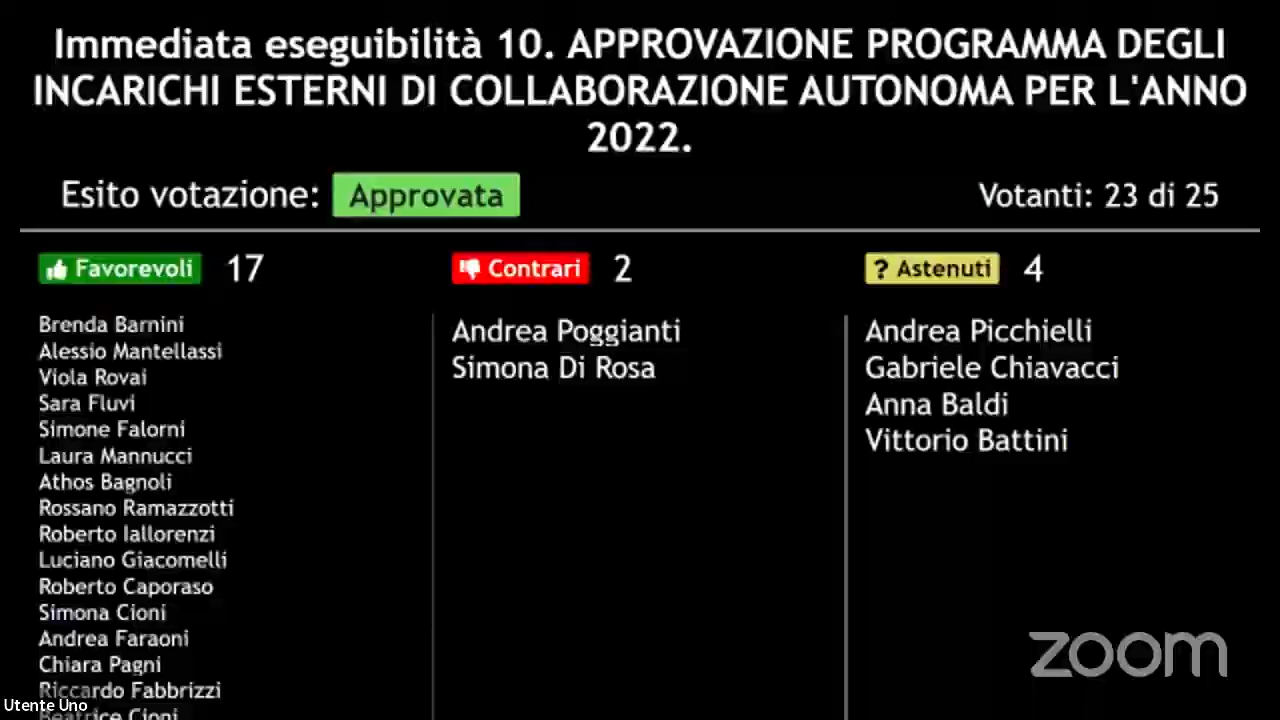 Immediata eseguibilità 10. APPROVAZIONE PROGRAMMA DEGLI
INCARICHI ESTERNI DI COLLABORAZIONE AUTONOMA PER L'ANNO
2022.
Esito votazione: Approvata
Votanti: 23 di 25
Favorevoli 17
Brenda Barnini
Alessio Mantellassi
Viola Rovai
Sara Fluvi
Simone Falorni
Laura Mannucci
Athos Bagnoli
Rossano Ramazzotti
Roberto Iallorenzi
Luciano Giacomelli
Roberto Caporaso
Simona Cioni
Andrea Faraoni
Chiara Pagni
Riccardo Fabbrizzi
Beatrice Cioni
? Contrari 2
Andrea Poggianti
Simona Di Rosa
? Astenuti 4
Andrea Picchielli
Gabriele Chiavacci
Anna Baldi
Vittorio Battini
zoom
Utente Uno